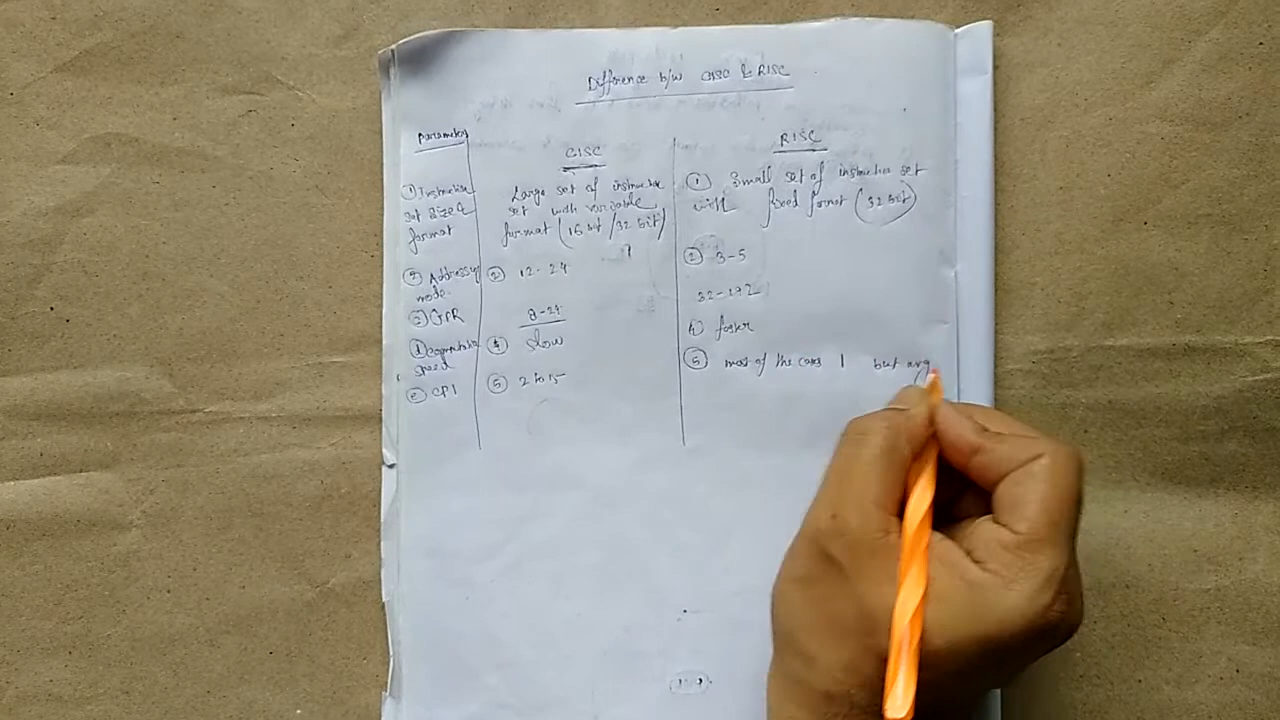 Difference b/w CISC & RISC
Parameter
CISC
RISC
① Instruction
set size &
format
Large set of instruction
set with variable
format (16 bit / 32 bit)
① Small set of instruction set
with fixed format (32 bit)
② Addressing
mode
② 12-24
② 3-5
③ GPR
8-24
32-192
④ computation
speed
④ slow
④ faster
CPI
⑤ 2 to 15
⑤ most of the cases 1 but avg